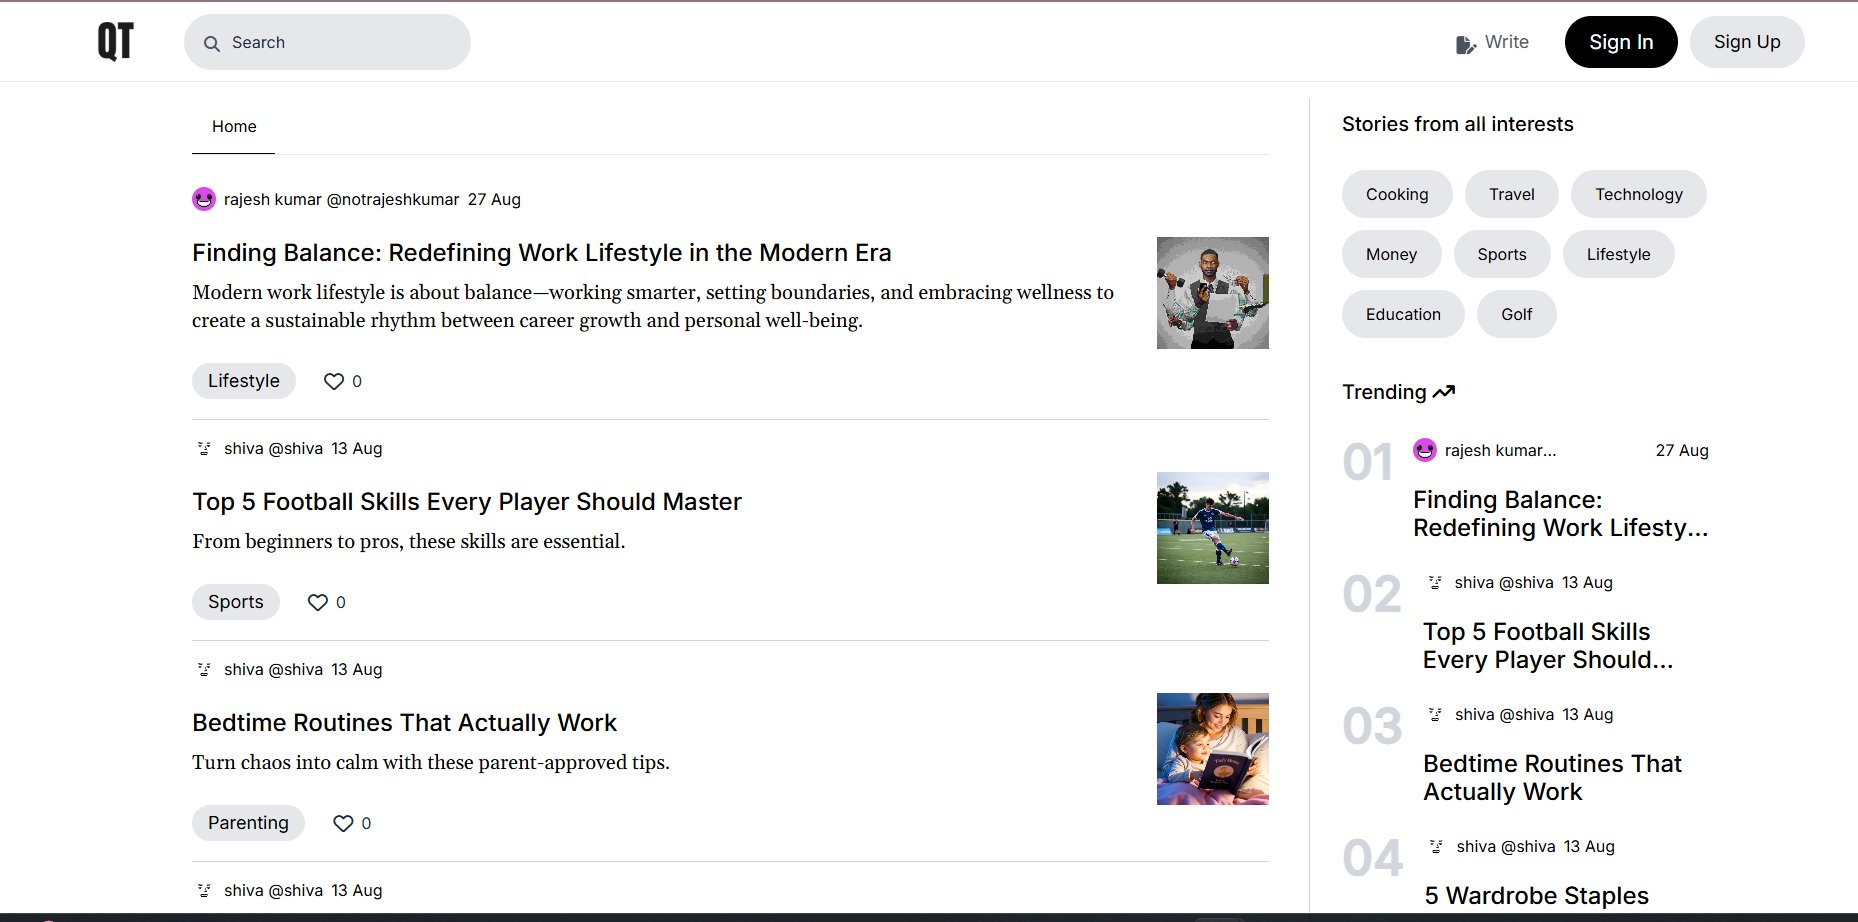 QT
Search
Write
Sign In
Sign Up
Home
rajesh kumar @notrajeshkumar 27 Aug
Finding Balance: Redefining Work Lifestyle in the Modern Era
Modern work lifestyle is about balance—working smarter, setting boundaries, and embracing wellness to
create a sustainable rhythm between career growth and personal well-being.
Lifestyle
0
shiva @shiva 13 Aug
Top 5 Football Skills Every Player Should Master
From beginners to pros, these skills are essential.
Sports
0
shiva @shiva 13 Aug
Bedtime Routines That Actually Work
Turn chaos into calm with these parent-approved tips.
Parenting
0
shiva @shiva 13 Aug
Stories from all interests
Cooking
Travel
Technology
Money
Sports
Lifestyle
Education
Golf
Trending
01
rajesh kumar...
27 Aug
Finding Balance:
Redefining Work Lifesty...
02
shiva @shiva 13 Aug
Top 5 Football Skills
Every Player Should...
03
shiva @shiva 13 Aug
Bedtime Routines That
Actually Work
04
shiva @shiva 13 Aug
5 Wardrobe Staples